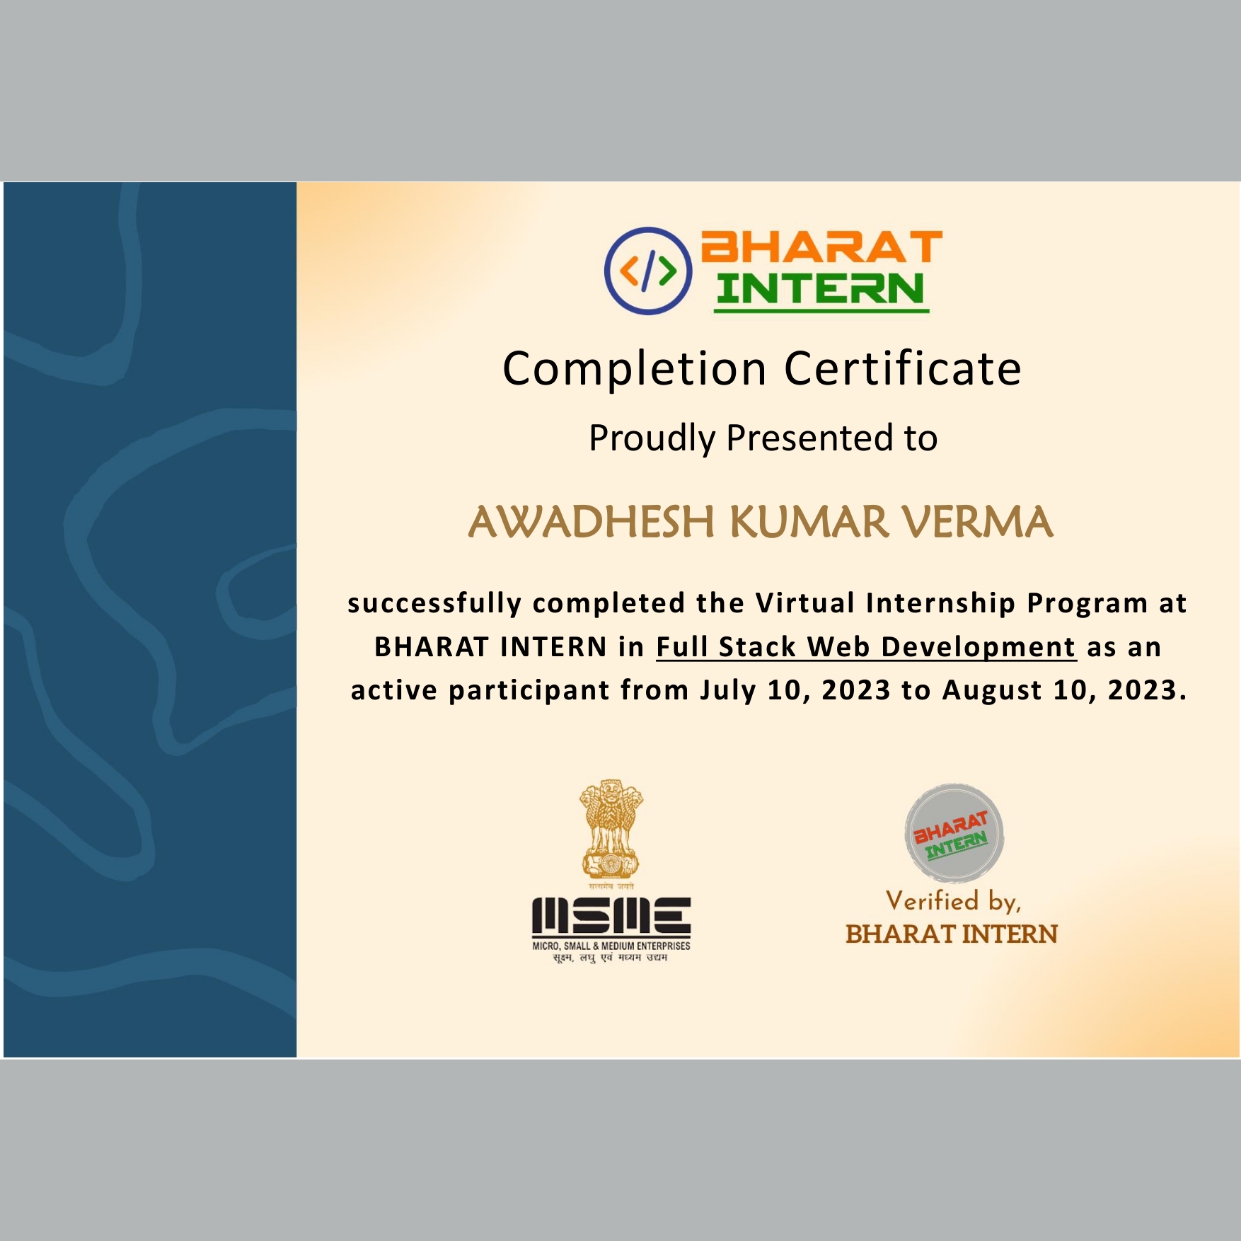 BHARAT
INTERN
Completion Certificate
Proudly Presented to
AWADHESH KUMAR VERMA
successfully completed the Virtual Internship Program at
BHARAT INTERN in Full Stack Web Development as an
active participant from July 10, 2023 to August 10, 2023.
सत्यमेव जयते
MSME
MICRO, SMALL & MEDIUM ENTERPRISES
सूक्ष्म, लघु एवं मध्यम उद्यम
BHARAT
INTERN
Verified by,
BHARAT INTERN